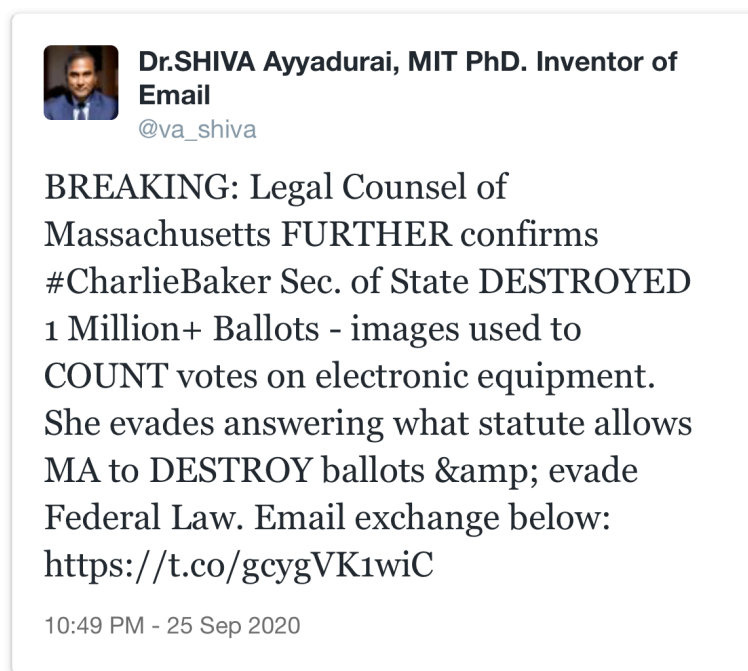 Dr.SHIVA Ayyadurai, MIT PhD. Inventor of
Email
@va_shiva
BREAKING: Legal Counsel of
Massachusetts FURTHER confirms
#CharlieBaker Sec. of State DESTROYED
1 Million+ Ballots - images used to
COUNT votes on electronic equipment.
She evades answering what statute allows
MA to DESTROY ballots &amp; evade
Federal Law. Email exchange below:
https://t.co/gcygVK1wiC
10:49 PM - 25 Sep 2020